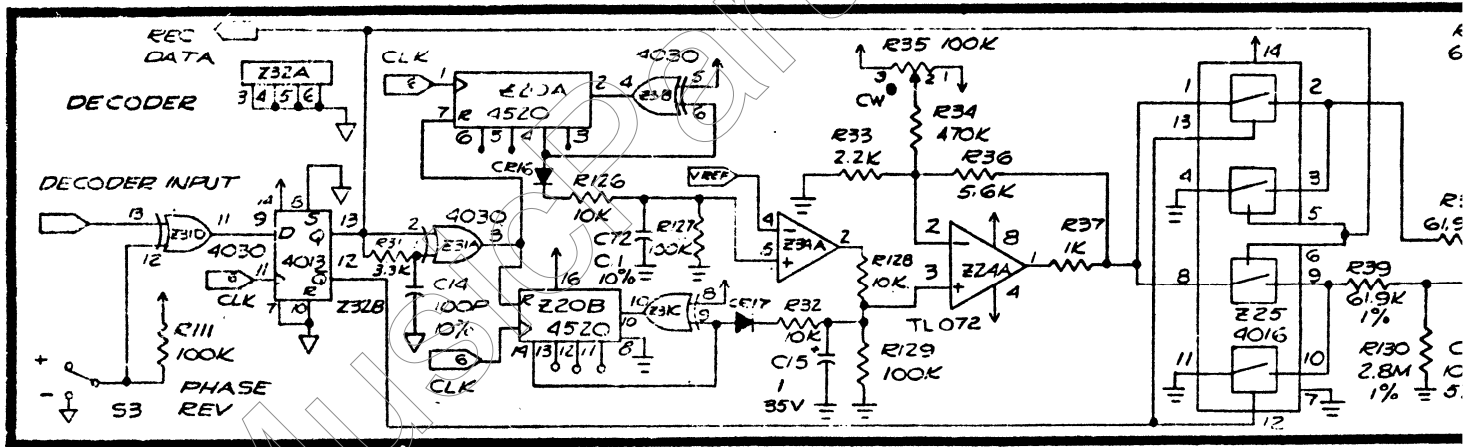 REC DATA
Z32A
3 4 5 6
DECODER
DECODER INPUT
13
12
Z31D
11
4030
14
8
9
D
S
Q
13
4013
12
11
CLK
R
7
10
Z32B
R111
100K
+
-
S3
PHASE
REV
R31
3.3K
C14
100P
10%
2
4030
Z31A
3
CLK
1
7
R
4520
2
6 5 4 3
4
4030
Z31B
5
6
CR16
R126
10K
C72
0.1
10%
R127
100K
VREF
16
R
Z20B
4520
10
10
Z31C
8
9
8
14 13 12 11
CLK
CR17
R32
10K
C15
1
35V
+
4
-
5
+
Z34A
2
R128
10K
R129
100K
R35 100K
3
2
1
CW
R34
470K
R33
2.2K
R36
5.6K
2
-
3
+
Z24A
8
1
4
TL072
R37
1K
14
1
2
13
4
3
5
6
8
9
Z25
4016
11
10
7
12
R39
61.9K
1%
R130
2.8M
1%